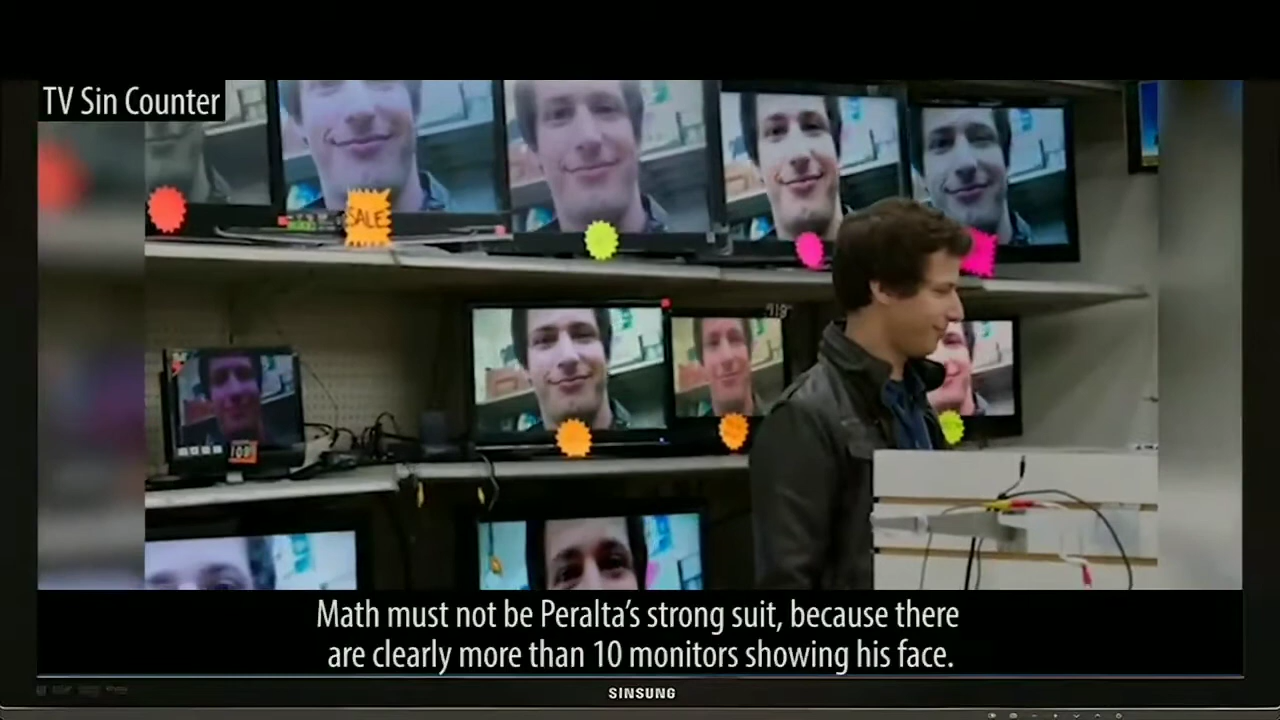 TV Sin Counter
SALE
Math must not be Peralta's strong suit, because there
are clearly more than 10 monitors showing his face.
SINSUNG